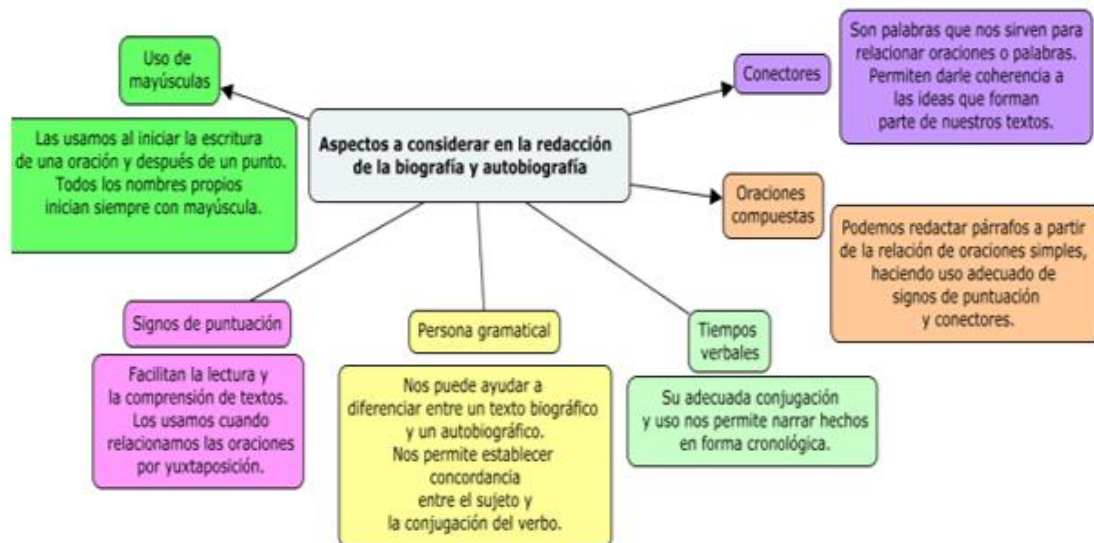 Aspectos a considerar en la redacción
de la biografía y autobiografía
Uso de
mayúsculas
Las usamos al iniciar la escritura
de una oración y después de un punto.
Todos los nombres propios
inician siempre con mayúscula.
Conectores
Son palabras que nos sirven para
relacionar oraciones o palabras.
Permiten darle coherencia a
las ideas que forman
parte de nuestros textos.
Oraciones
compuestas
Podemos redactar párrafos a partir
de la relación de oraciones simples,
haciendo uso adecuado de
signos de puntuación
y conectores.
Signos de puntuación
Facilitan la lectura y
la comprensión de textos.
Los usamos cuando
relacionamos las oraciones
por yuxtaposición.
Persona gramatical
Nos puede ayudar a
diferenciar entre un texto biográfico
y un autobiográfico.
Nos permite establecer
concordancia
entre el sujeto y
la conjugación del verbo.
Tiempos
verbales
Su adecuada conjugación
y uso nos permite narrar hechos
en forma cronológica.